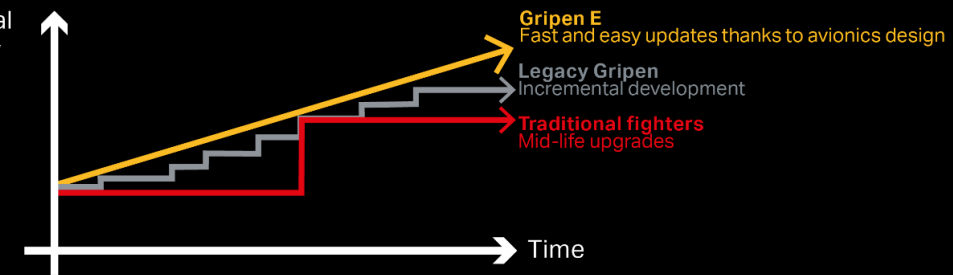 al
Gripen E
Fast and easy updates thanks to avionics design
Legacy Gripen
Incremental development
Traditional fighters
Mid-life upgrades
Time